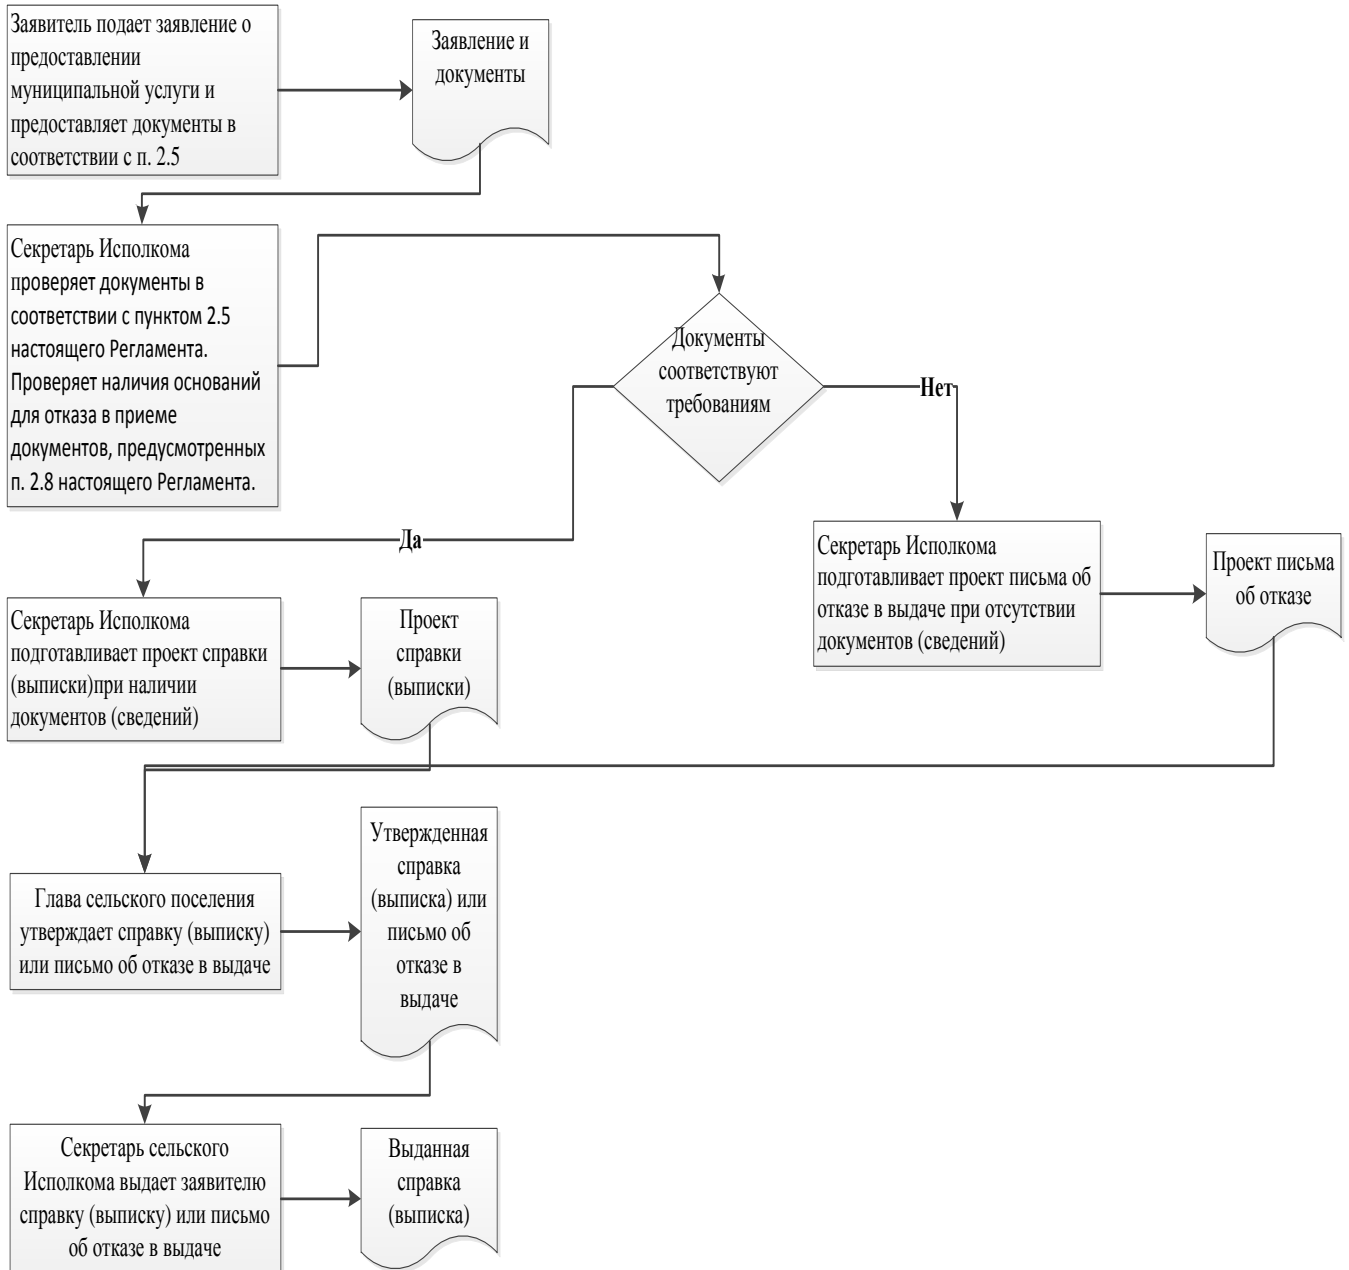 Заявитель подает заявление о
предоставлении
муниципальной услуги и
предоставляет документы в
соответствии с п. 2.5
Заявление и
документы
Секретарь Исполкома
проверяет документы в
соответствии с пунктом 2.5
настоящего Регламента.
Проверяет наличия оснований
для отказа в приеме
документов, предусмотренных
п. 2.8 настоящего Регламента.
Документы
соответствуют
требованиям
Нет
Да
Секретарь Исполкома
подготавливает проект письма об
отказе в выдаче при отсутствии
документов (сведений)
Проект письма
об отказе
Секретарь Исполкома
подготавливает проект справки
(выписки)при наличии
документов (сведений)
Проект
справки
(выписки)
Глава сельского поселения
утверждает справку (выписку)
или письмо об отказе в выдаче
Утвержденная
справка
(выписка) или
письмо об
отказе в
выдаче
Секретарь сельского
Исполкома выдает заявителю
справку (выписку) или письмо
об отказе в выдаче
Выданная
справка
(выписка)